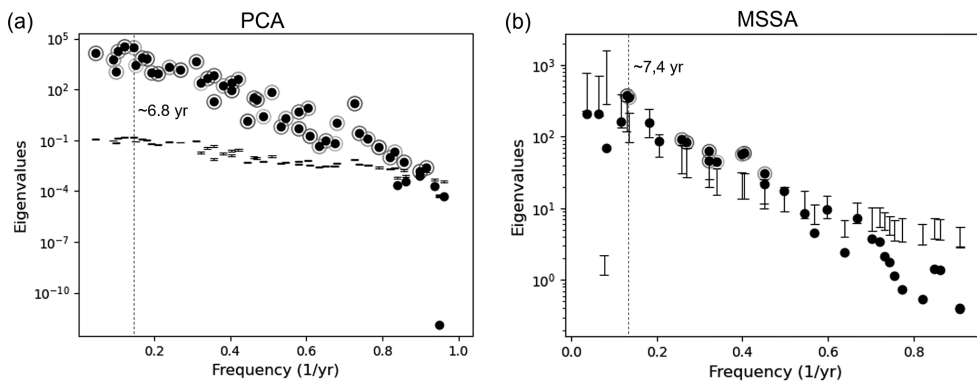 (a) PCA
10^5
10^2
10^-1
10^-4
10^-7
10^-10
Eigenvalues
~6.8 yr
0.2 0.4 0.6 0.8 1.0
Frequency (1/yr)
(b) MSSA
10^3
10^2
10^1
10^0
Eigenvalues
~7,4 yr
0.0 0.2 0.4 0.6 0.8
Frequency (1/yr)